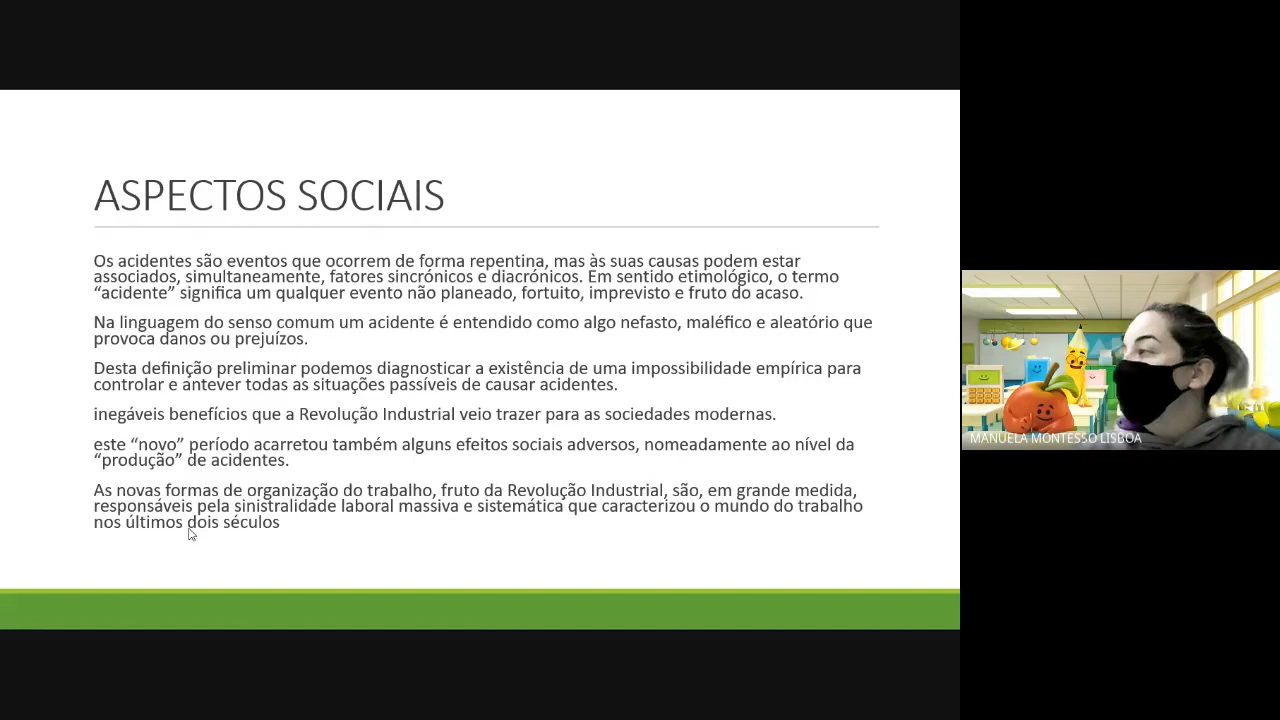 ASPECTOS SOCIAIS
Os acidentes são eventos que ocorrem de forma repentina, mas às suas causas podem estar
associados, simultaneamente, fatores sincrónicos e diacrónicos. Em sentido etimológico, o termo
“acidente” significa um qualquer evento não planeado, fortuito, imprevisto e fruto do acaso.
Na linguagem do senso comum um acidente é entendido como algo nefasto, maléfico e aleatório que
provoca danos ou prejuízos.
Desta definição preliminar podemos diagnosticar a existência de uma impossibilidade empírica para
controlar e antever todas as situações passíveis de causar acidentes.
inegáveis benefícios que a Revolução Industrial veio trazer para as sociedades modernas.
este “novo” período acarretou também alguns efeitos sociais adversos, nomeadamente ao nível da
“produção” de acidentes.
As novas formas de organização do trabalho, fruto da Revolução Industrial, são, em grande medida,
responsáveis pela sinistralidade laboral massiva e sistemática que caracterizou o mundo do trabalho
nos últimos dois séculos
MANUELA MONTESSO LISBOA